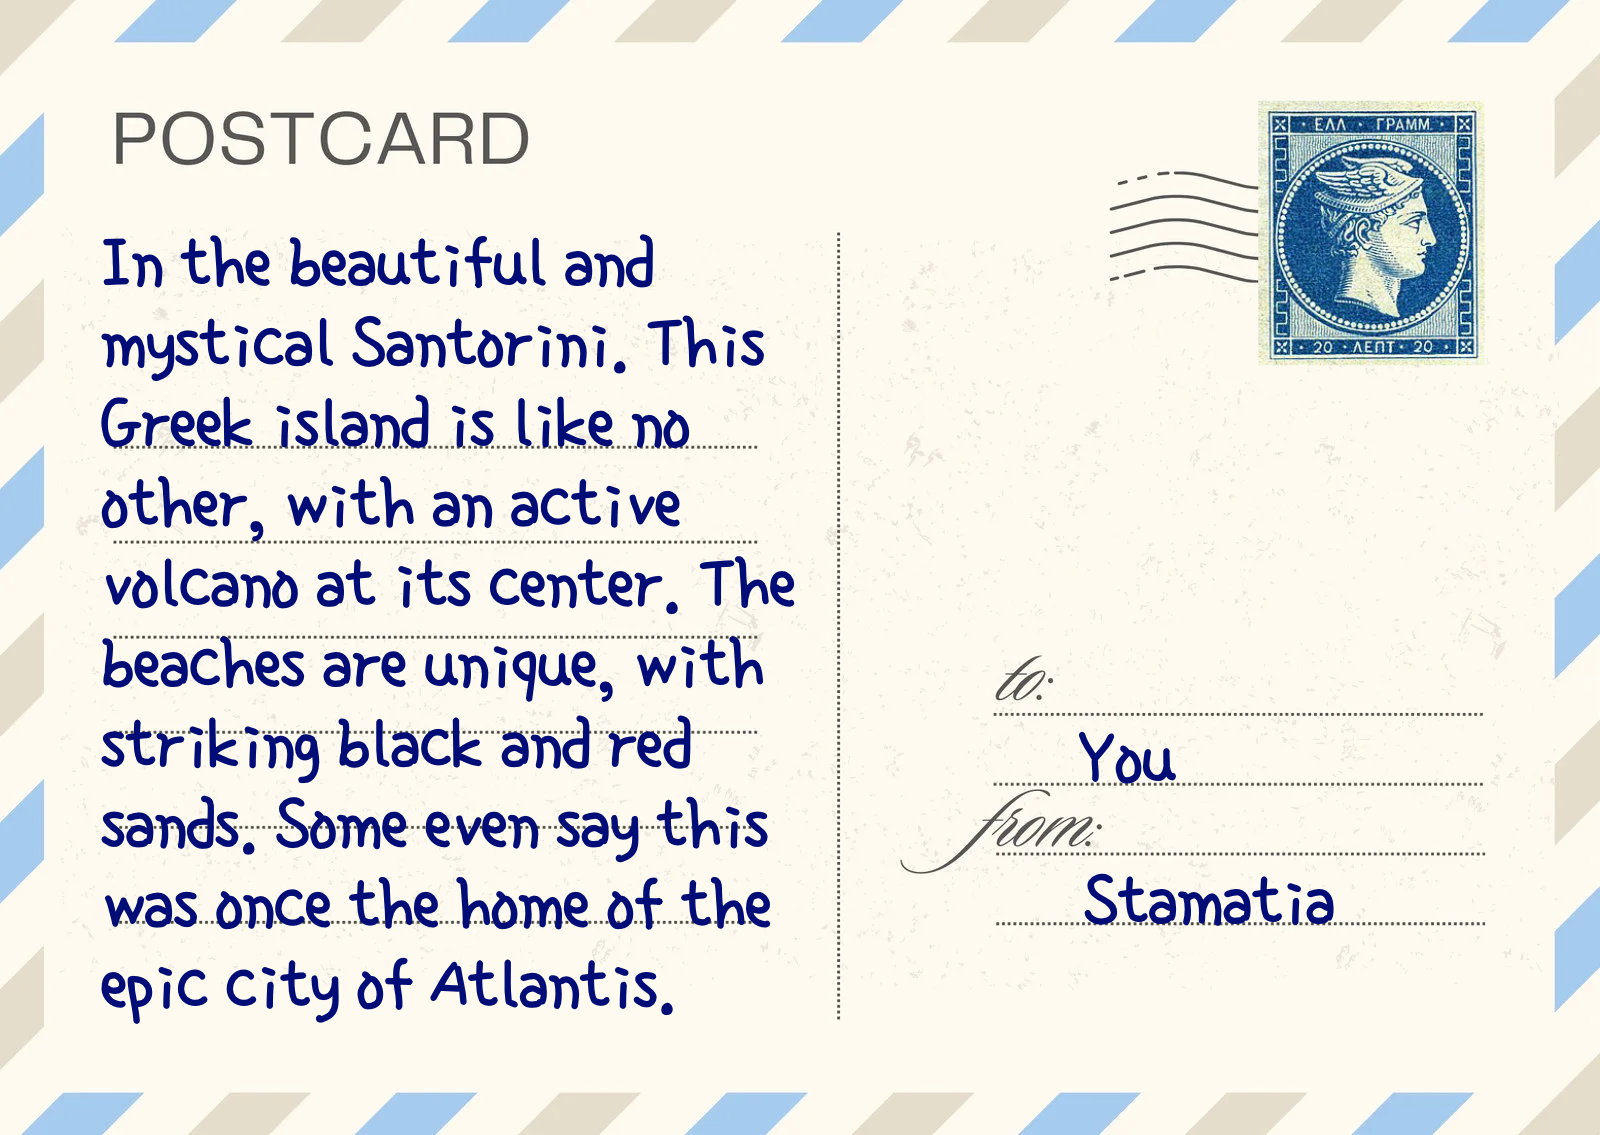 POSTCARD
ΕΛΛ · ΓΡΑΜΜ.
20 · ΛΕΠΤ · 20
In the beautiful and
mystical Santorini. This
Greek island is like no
other, with an active
volcano at its center. The
beaches are unique, with
striking black and red
sands. Some even say this
was once the home of the
epic city of Atlantis.
to:
You
from:
Stamatia